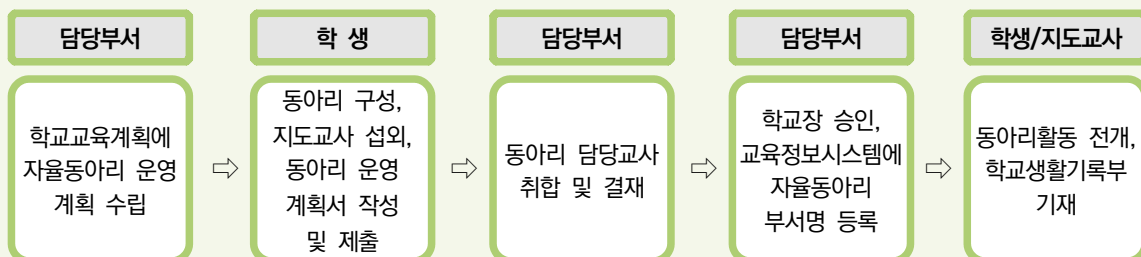 담당부서
학 생
담당부서
담당부서
학생/지도교사
학교교육계획에
자율동아리 운영
계획 수립
⇨
동아리 구성,
지도교사 섭외,
동아리 운영
계획서 작성
및 제출
⇨
동아리 담당교사
취합 및 결재
⇨
학교장 승인,
교육정보시스템에
자율동아리
부서명 등록
⇨
동아리활동 전개,
학교생활기록부
기재